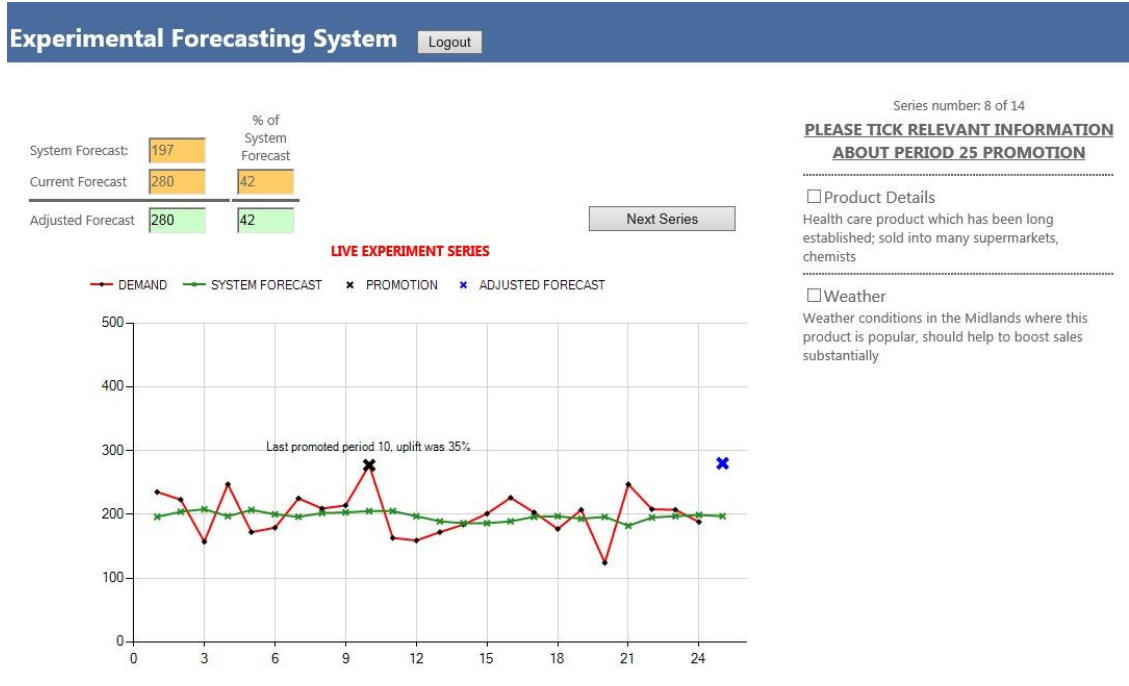 Experimental Forecasting System
Logout
Series number: 8 of 14
PLEASE TICK RELEVANT INFORMATION
ABOUT PERIOD 25 PROMOTION
% of
System
Forecast
System Forecast: 197
Current Forecast 280 42
Adjusted Forecast 280 42
Next Series
Product Details
Health care product which has been long
established; sold into many supermarkets,
chemists
Weather
Weather conditions in the Midlands where this
product is popular, should help to boost sales
substantially
LIVE EXPERIMENT SERIES
DEMAND SYSTEM FORECAST PROMOTION ADJUSTED FORECAST
500
400
300
200
100
0
Last promoted period 10, uplift was 35%
0 3 6 9 12 15 18 21 24